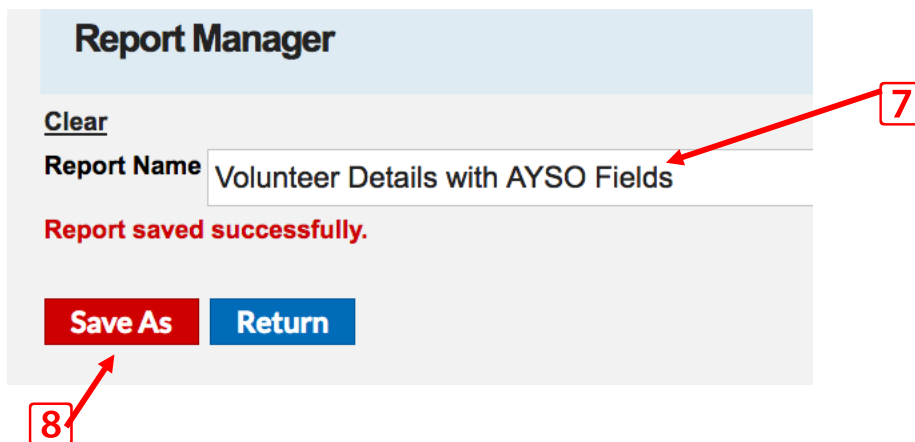 Report Manager
7
Clear
Report Name Volunteer Details with AYSO Fields
Report saved successfully.
Save As Return
8